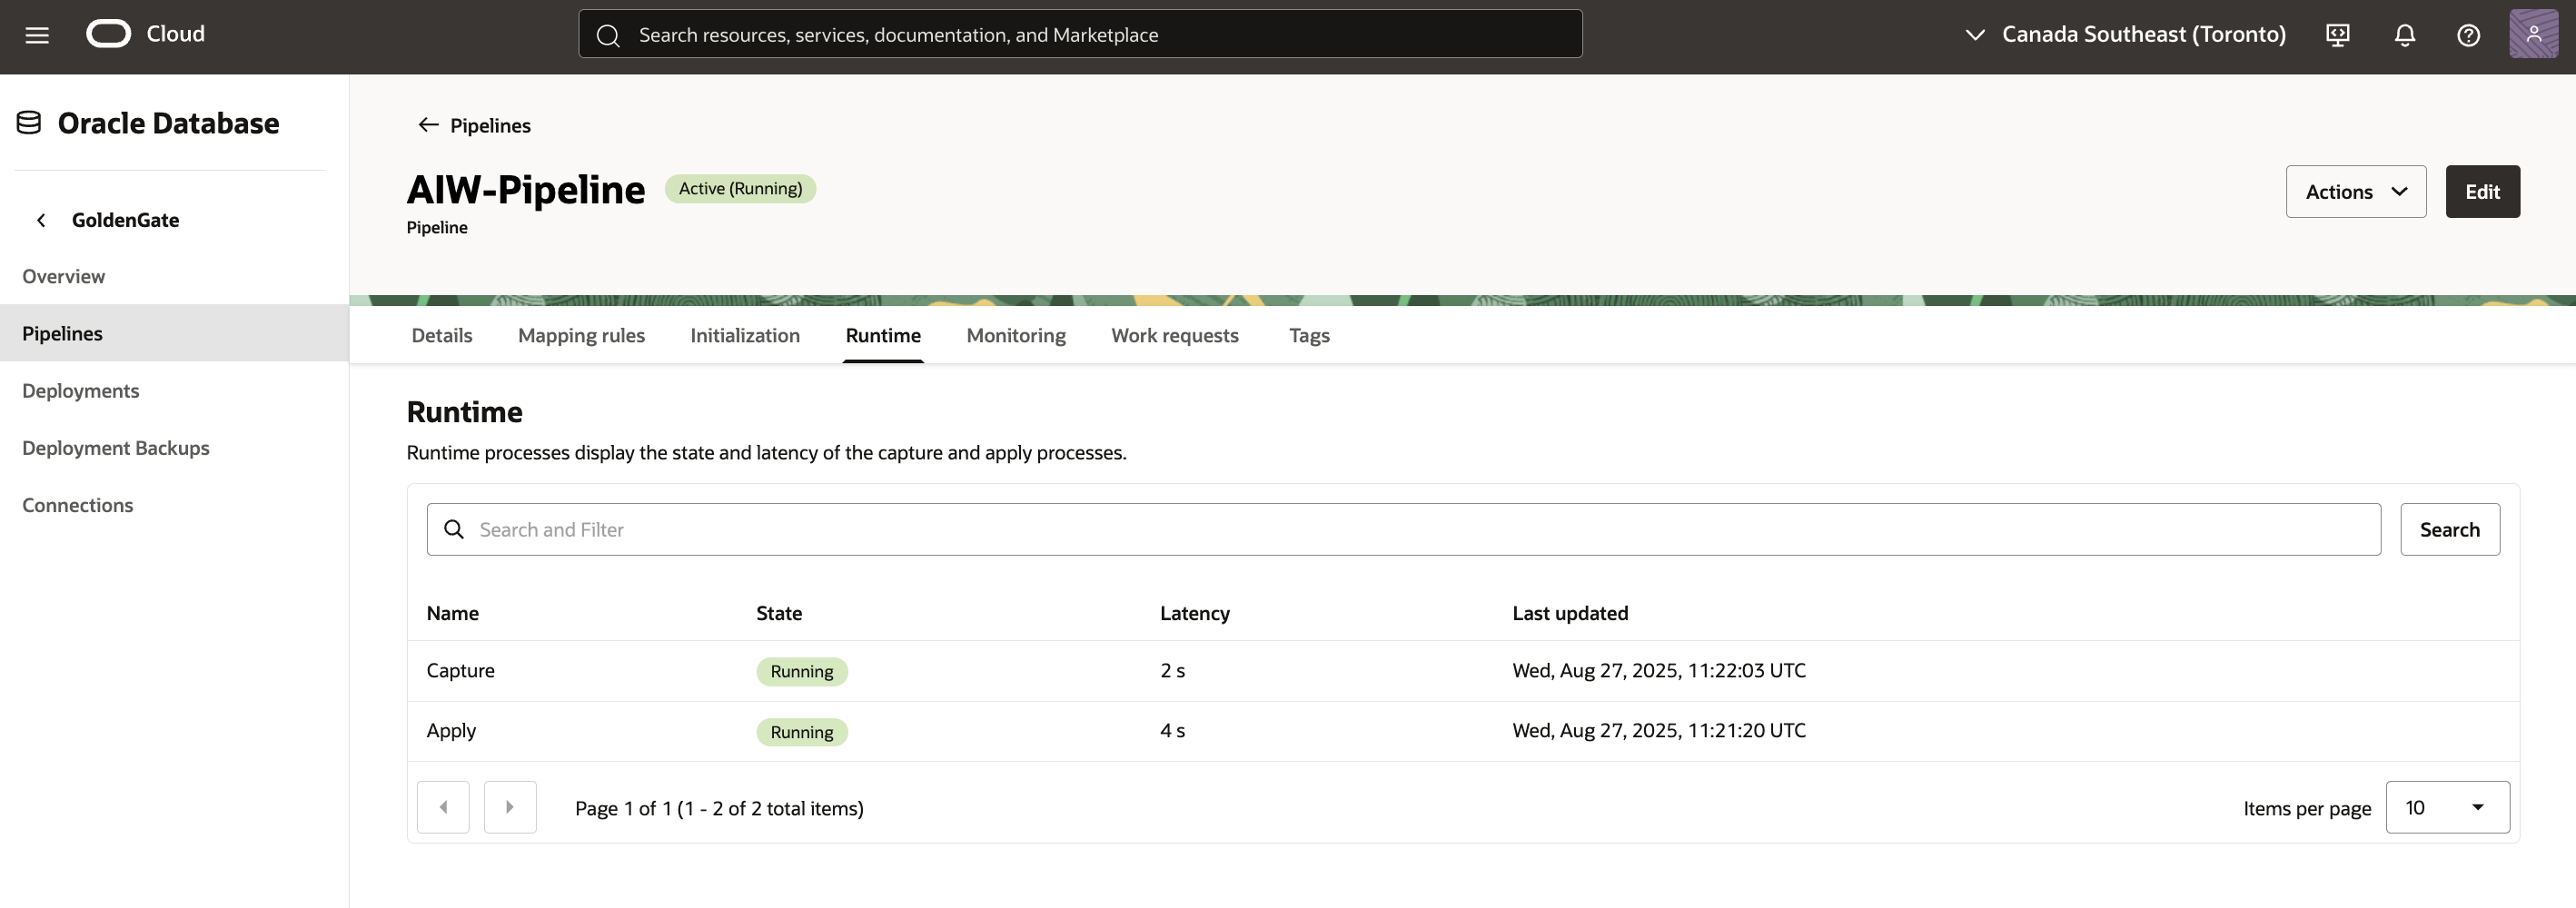 Cloud
Search resources, services, documentation, and Marketplace
Canada Southeast (Toronto)
Oracle Database
GoldenGate
Overview
Pipelines
Deployments
Deployment Backups
Connections
Pipelines
AIW-Pipeline
Active (Running)
Pipeline
Actions
Edit
Details
Mapping rules
Initialization
Runtime
Monitoring
Work requests
Tags
Runtime
Runtime processes display the state and latency of the capture and apply processes.
Search and Filter
Search
Name State Latency Last updated
Capture Running 2 s Wed, Aug 27, 2025, 11:22:03 UTC
Apply Running 4 s Wed, Aug 27, 2025, 11:21:20 UTC
Page 1 of 1 (1 - 2 of 2 total items)
Items per page 10